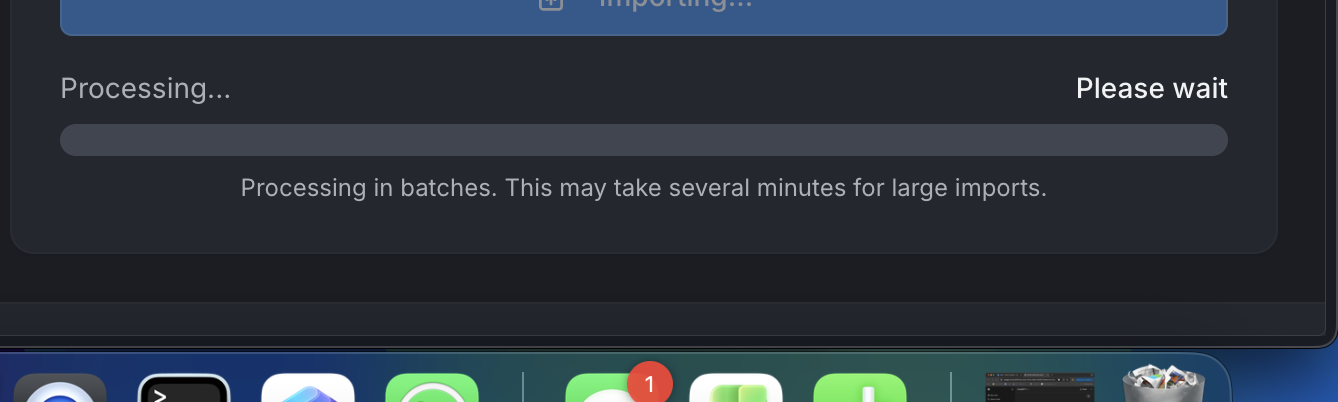 Importing...
Processing...
Please wait
Processing in batches. This may take several minutes for large imports.
>
1